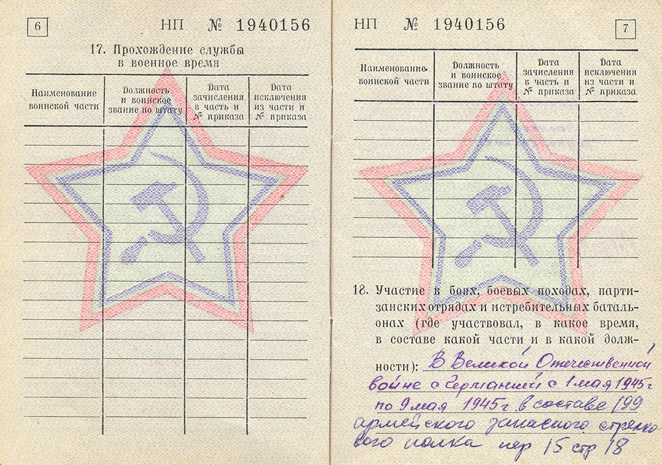 6
НП № 1940156
17. Прохождение службы
в военное время
Наименование
воинской части
Должность
и воинское
звание по штату
Дата
зачисления
в часть и
№ приказа
Дата
исключения
из части и
№ приказа
НП № 1940156
7
Наименование
воинской части
Должность
и воинское
звание по штату
Дата
зачисления
в часть и
№ приказа
Дата
исключения
из части и
№ приказа
18. Участие в боях, боевых походах, парти-
занских отрядах и истребительных баталь-
онах (где участвовал, в какое время,
в составе какой части и в какой долж-
ности): В Великой Отечественной
войне с Германией с 1 мая 1945 г
по 9 мая 1945 г. в составе 199
армейского запасного стрелко-
вого полка пер 15 стр 18